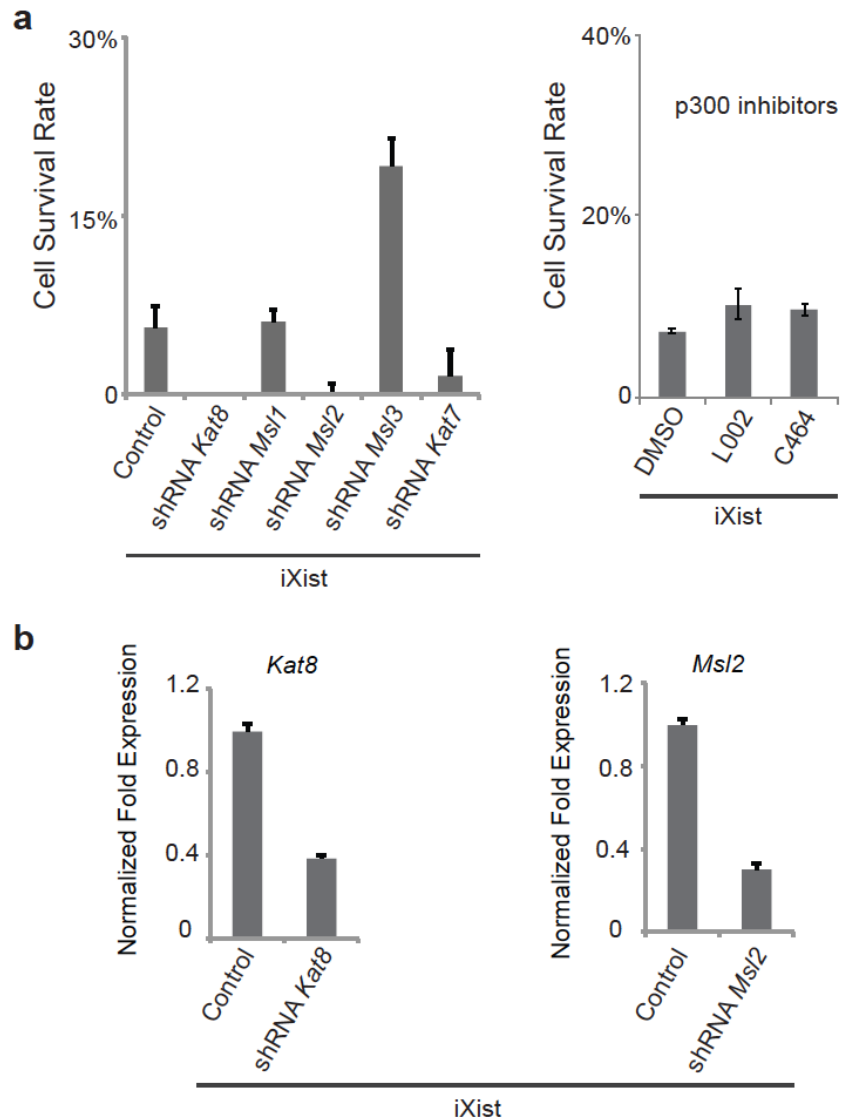 a
Cell Survival Rate
30%
15%
0
Control
shRNA Kat8
shRNA Msl1
shRNA Msl2
shRNA Msl3
shRNA Kat7
iXist
Cell Survival Rate
40%
20%
0
p300 inhibitors
DMSO
L002
C464
iXist
b
Kat8
Normalized Fold Expression
1.2
0.8
0.4
0
Control
shRNA Kat8
Msl2
Normalized Fold Expression
1.2
0.8
0.4
0
Control
shRNA Msl2
iXist